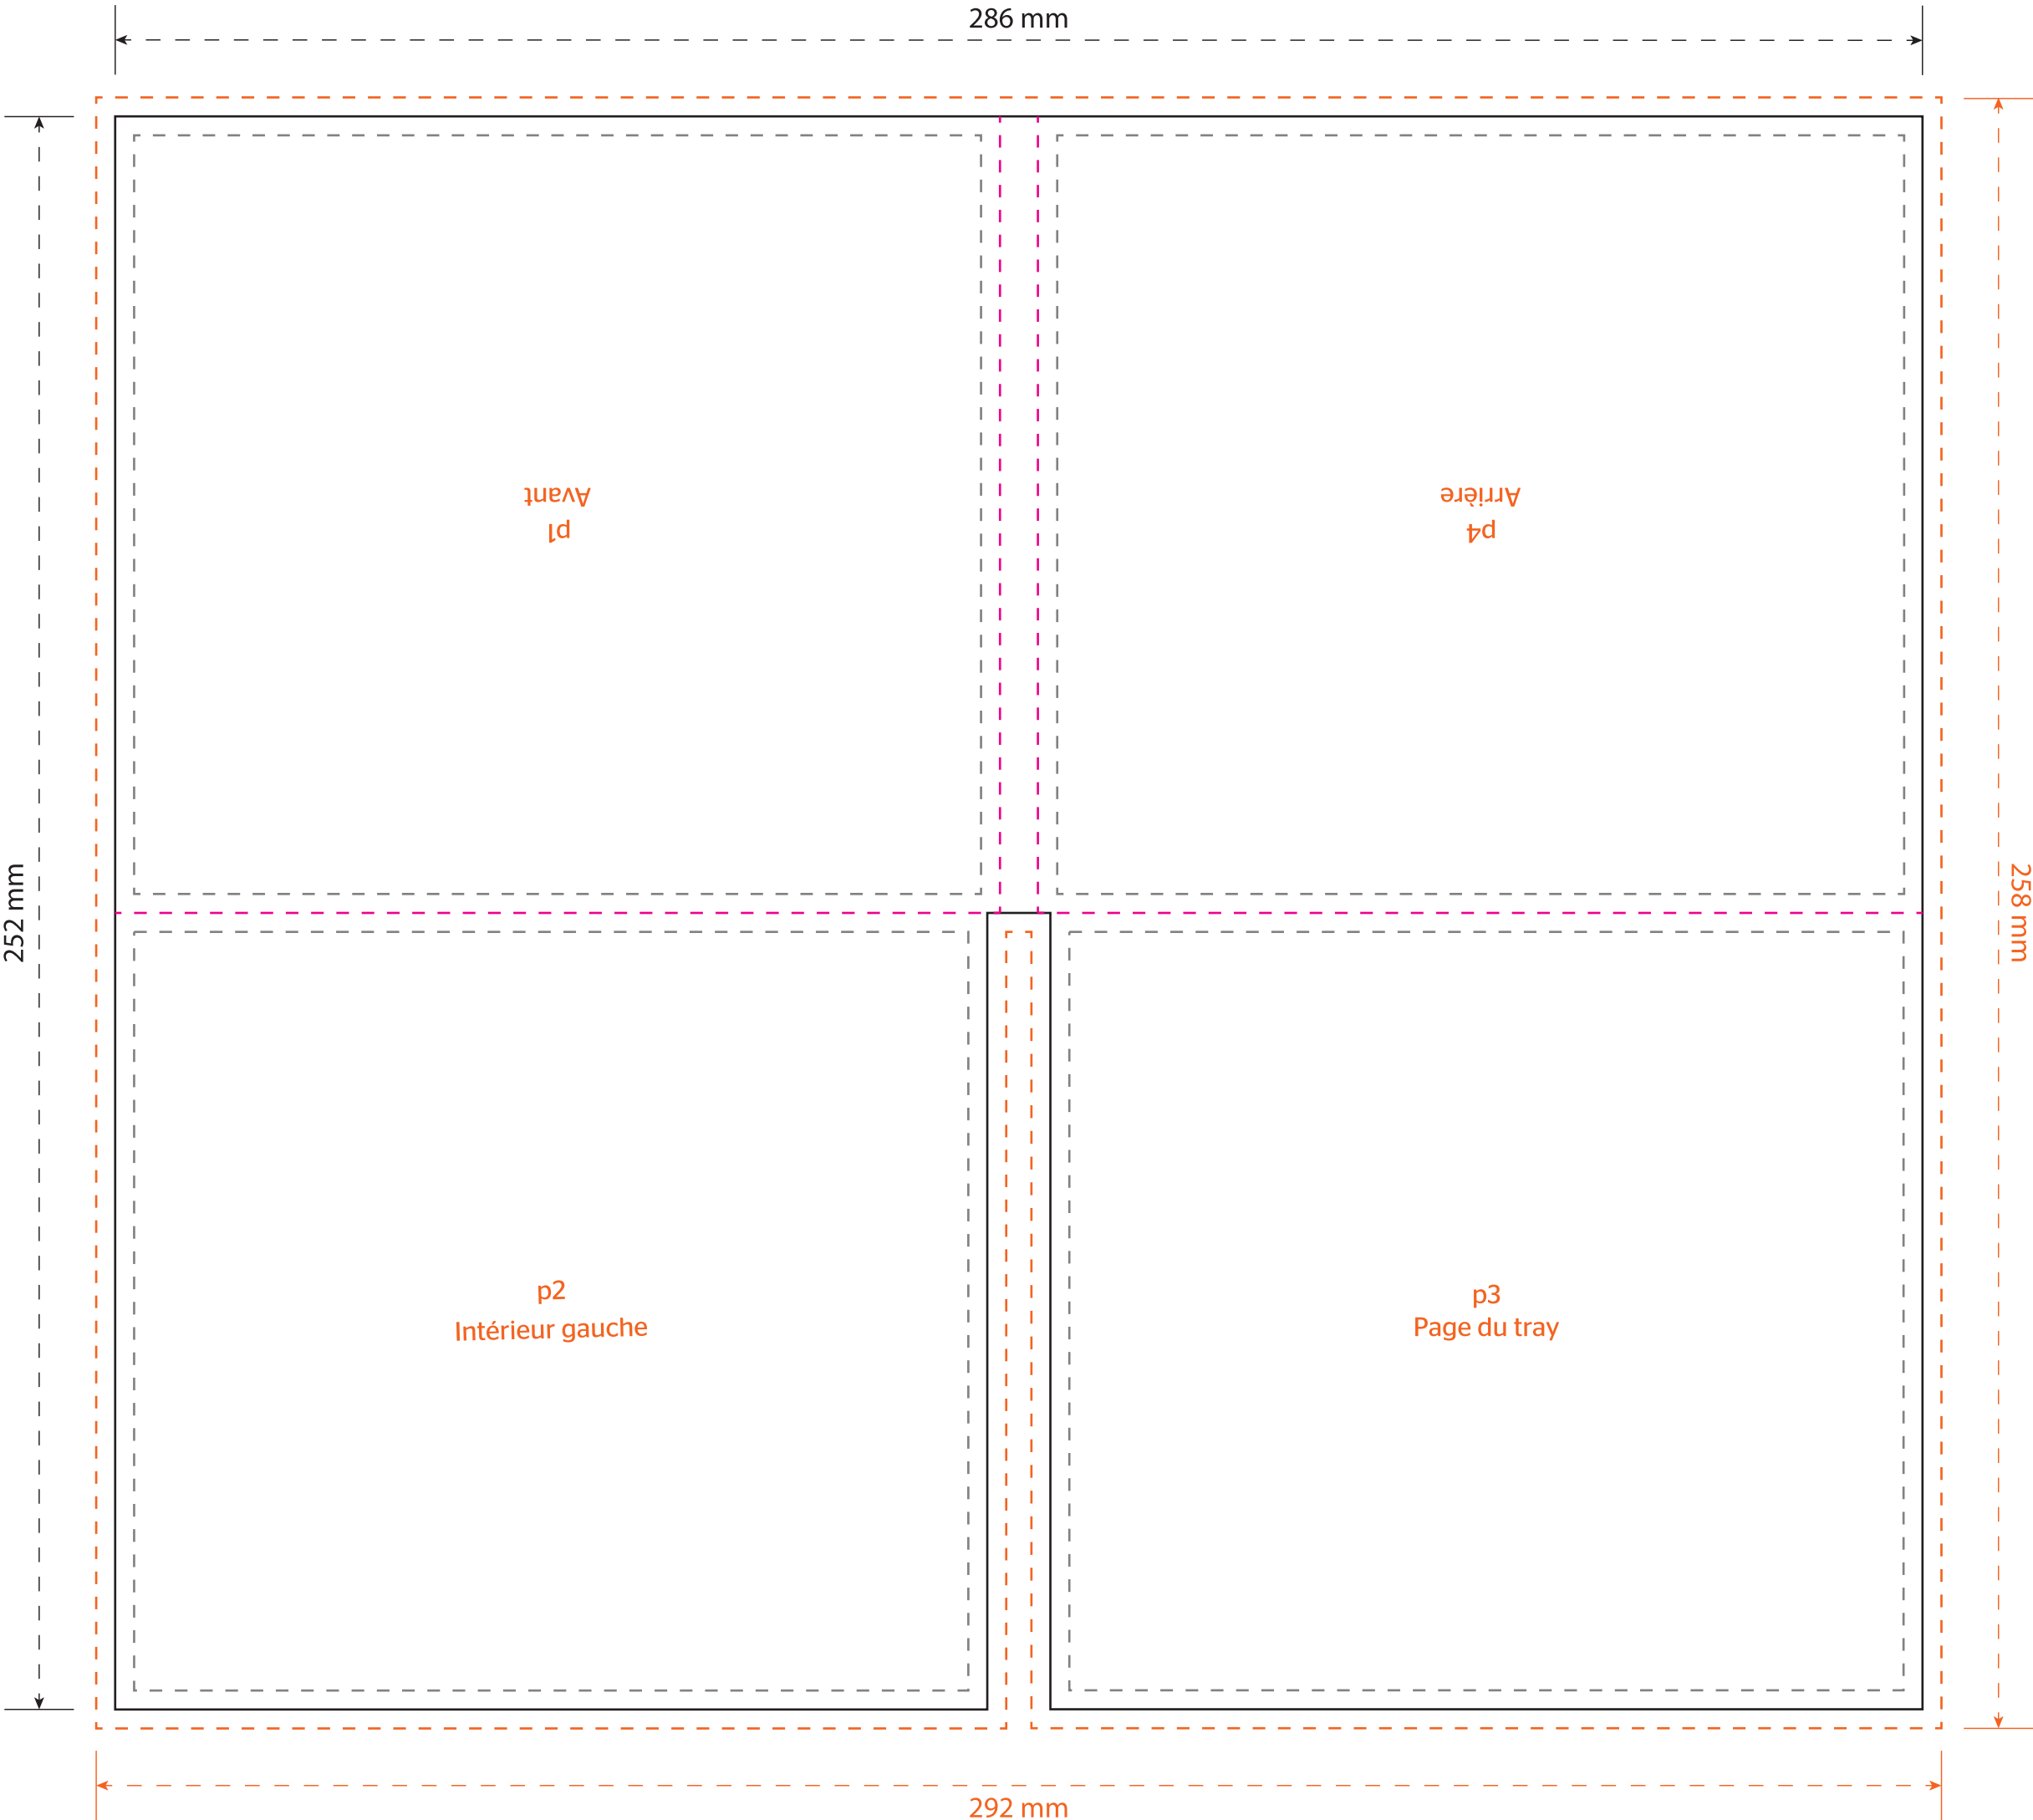 286 mm
252 mm
258 mm
p1
Avant
p4
Arrière
p2
Intérieur gauche
p3
Page du tray
292 mm